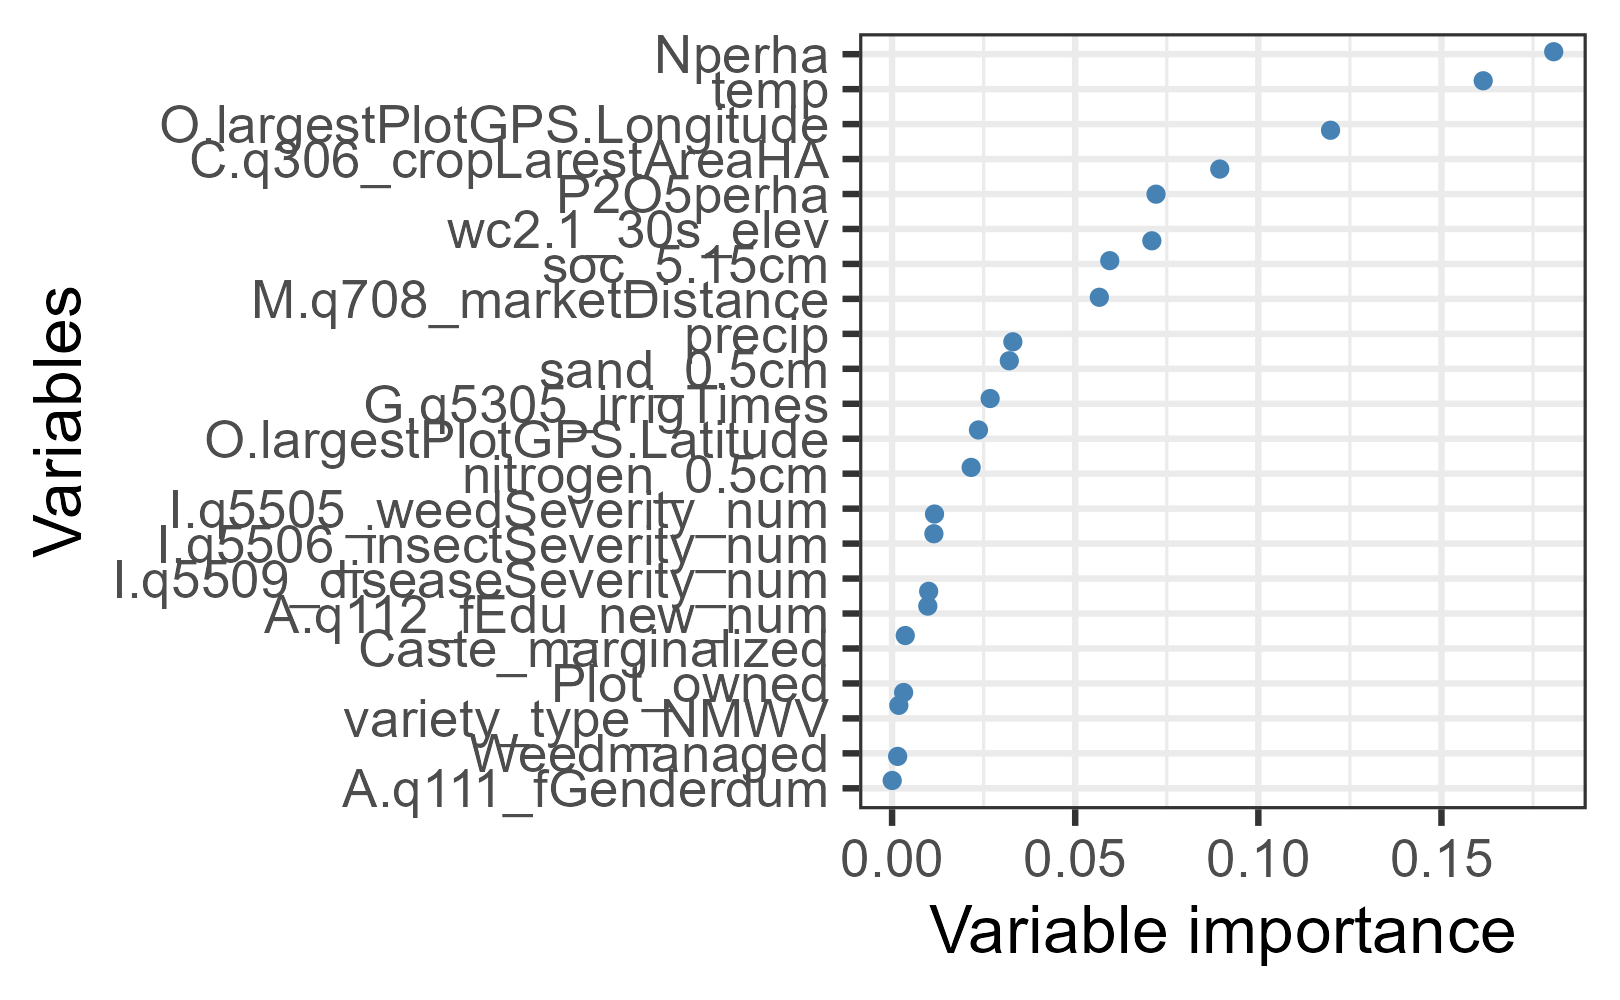 Variables
Nperha
temp
O.largestPlotGPS.Longitude
C.q306_cropLarestAreaHA
P2O5perha
wc2.1_30s_elev
soc_5.15cm
M.q708_marketDistance
precip
sand_0.5cm
G.q5305_irrigTimes
O.largestPlotGPS.Latitude
nitrogen_0.5cm
I.q5505_weedSeverity_num
I.q5506_insectSeverity_num
I.q5509_diseaseSeverity_num
A.q112_fEdu_new_num
Caste_marginalized
Plot_owned
variety_type_NMWV
Weedmanaged
A.q111_fGenderdum
0.00 0.05 0.10 0.15
Variable importance